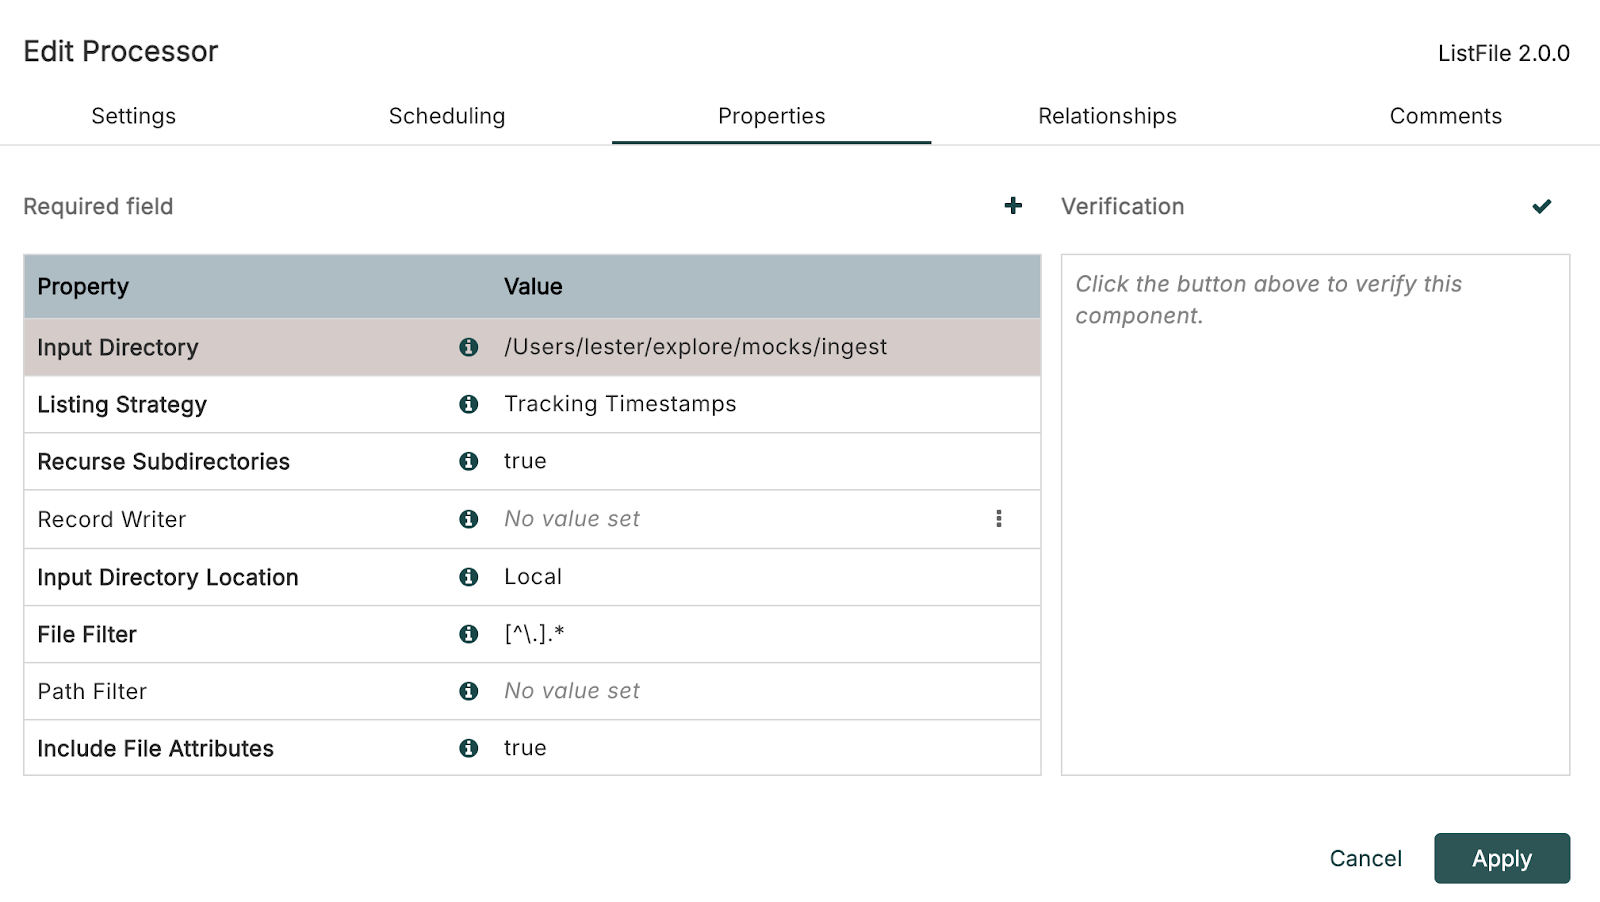 Edit Processor
ListFile 2.0.0
Settings
Scheduling
Properties
Relationships
Comments
Required field
Verification
Property
Value
Input Directory
/Users/lester/explore/mocks/ingest
Listing Strategy
Tracking Timestamps
Recurse Subdirectories
true
Record Writer
No value set
Input Directory Location
Local
File Filter
[^\.].*
Path Filter
No value set
Include File Attributes
true
Click the button above to verify this
component.
Cancel
Apply